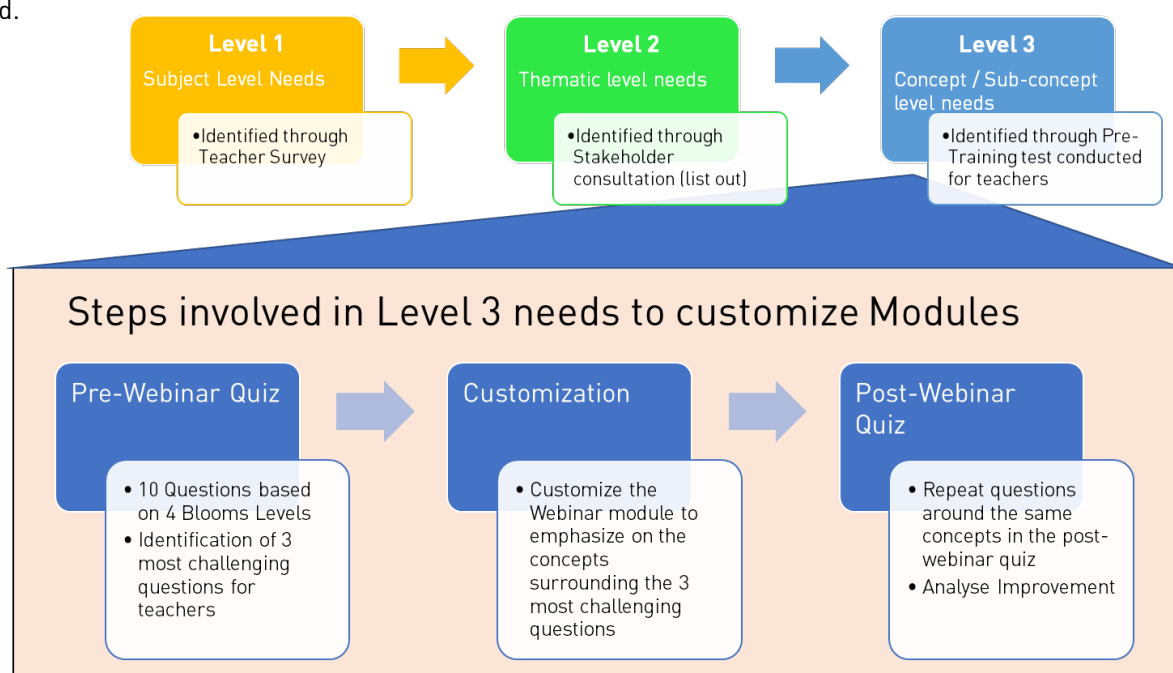 d.
Level 1
Subject Level Needs
•Identified through
Teacher Survey
Level 2
Thematic level needs
•Identified through
Stakeholder
consultation (list out)
Level 3
Concept / Sub-concept
level needs
•Identified through Pre-
Training test conducted
for teachers
Steps involved in Level 3 needs to customize Modules
Pre-Webinar Quiz
• 10 Questions based
on 4 Blooms Levels
• Identification of 3
most challenging
questions for
teachers
Customization
• Customize the
Webinar module to
emphasize on the
concepts
surrounding the 3
most challenging
questions
Post-Webinar
Quiz
• Repeat questions
around the same
concepts in the post-
webinar quiz
• Analyse Improvement